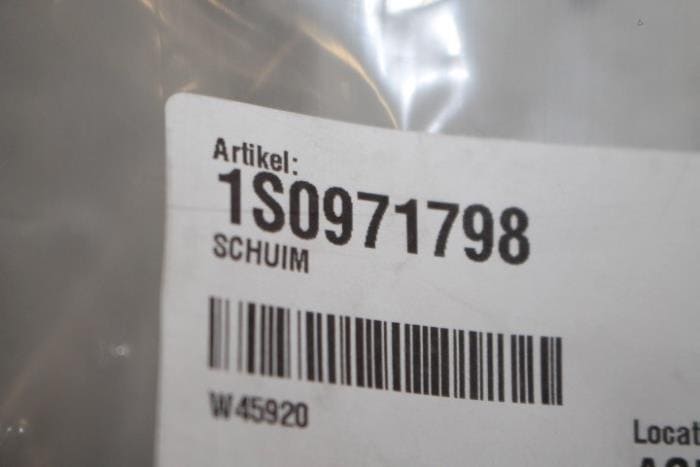 Artikel:
1S0971798
SCHUIM
W45920
Locat